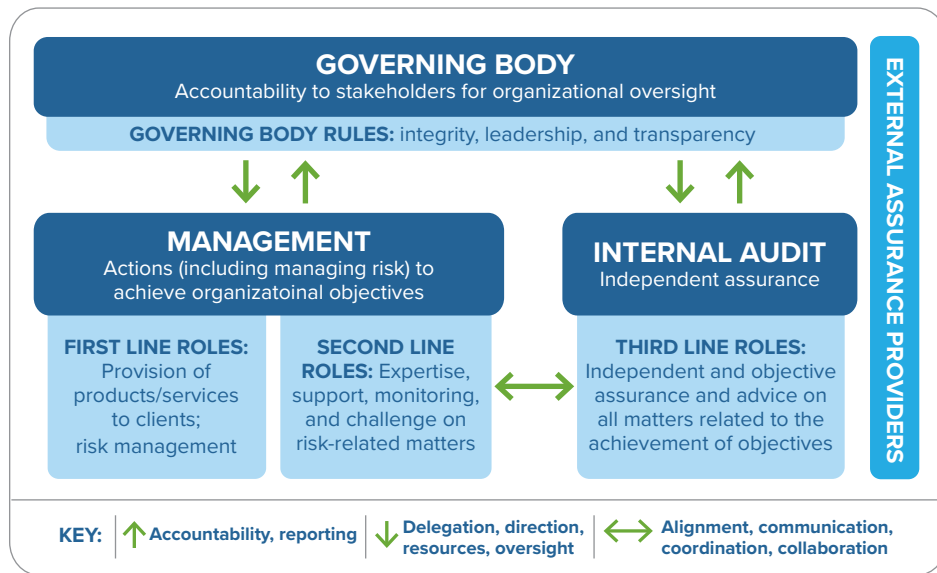 GOVERNING BODY
Accountability to stakeholders for organizational oversight
GOVERNING BODY RULES: integrity, leadership, and transparency
MANAGEMENT
Actions (including managing risk) to
achieve organizatoinal objectives
INTERNAL AUDIT
Independent assurance
FIRST LINE ROLES:
Provision of
products/services
to clients;
risk management
SECOND LINE
ROLES: Expertise,
support, monitoring,
and challenge on
risk-related matters
THIRD LINE ROLES:
Independent and objective
assurance and advice on
all matters related to the
achievement of objectives
EXTERNAL ASSURANCE PROVIDERS
KEY:
Accountability, reporting
Delegation, direction,
resources, oversight
Alignment, communication,
coordination, collaboration